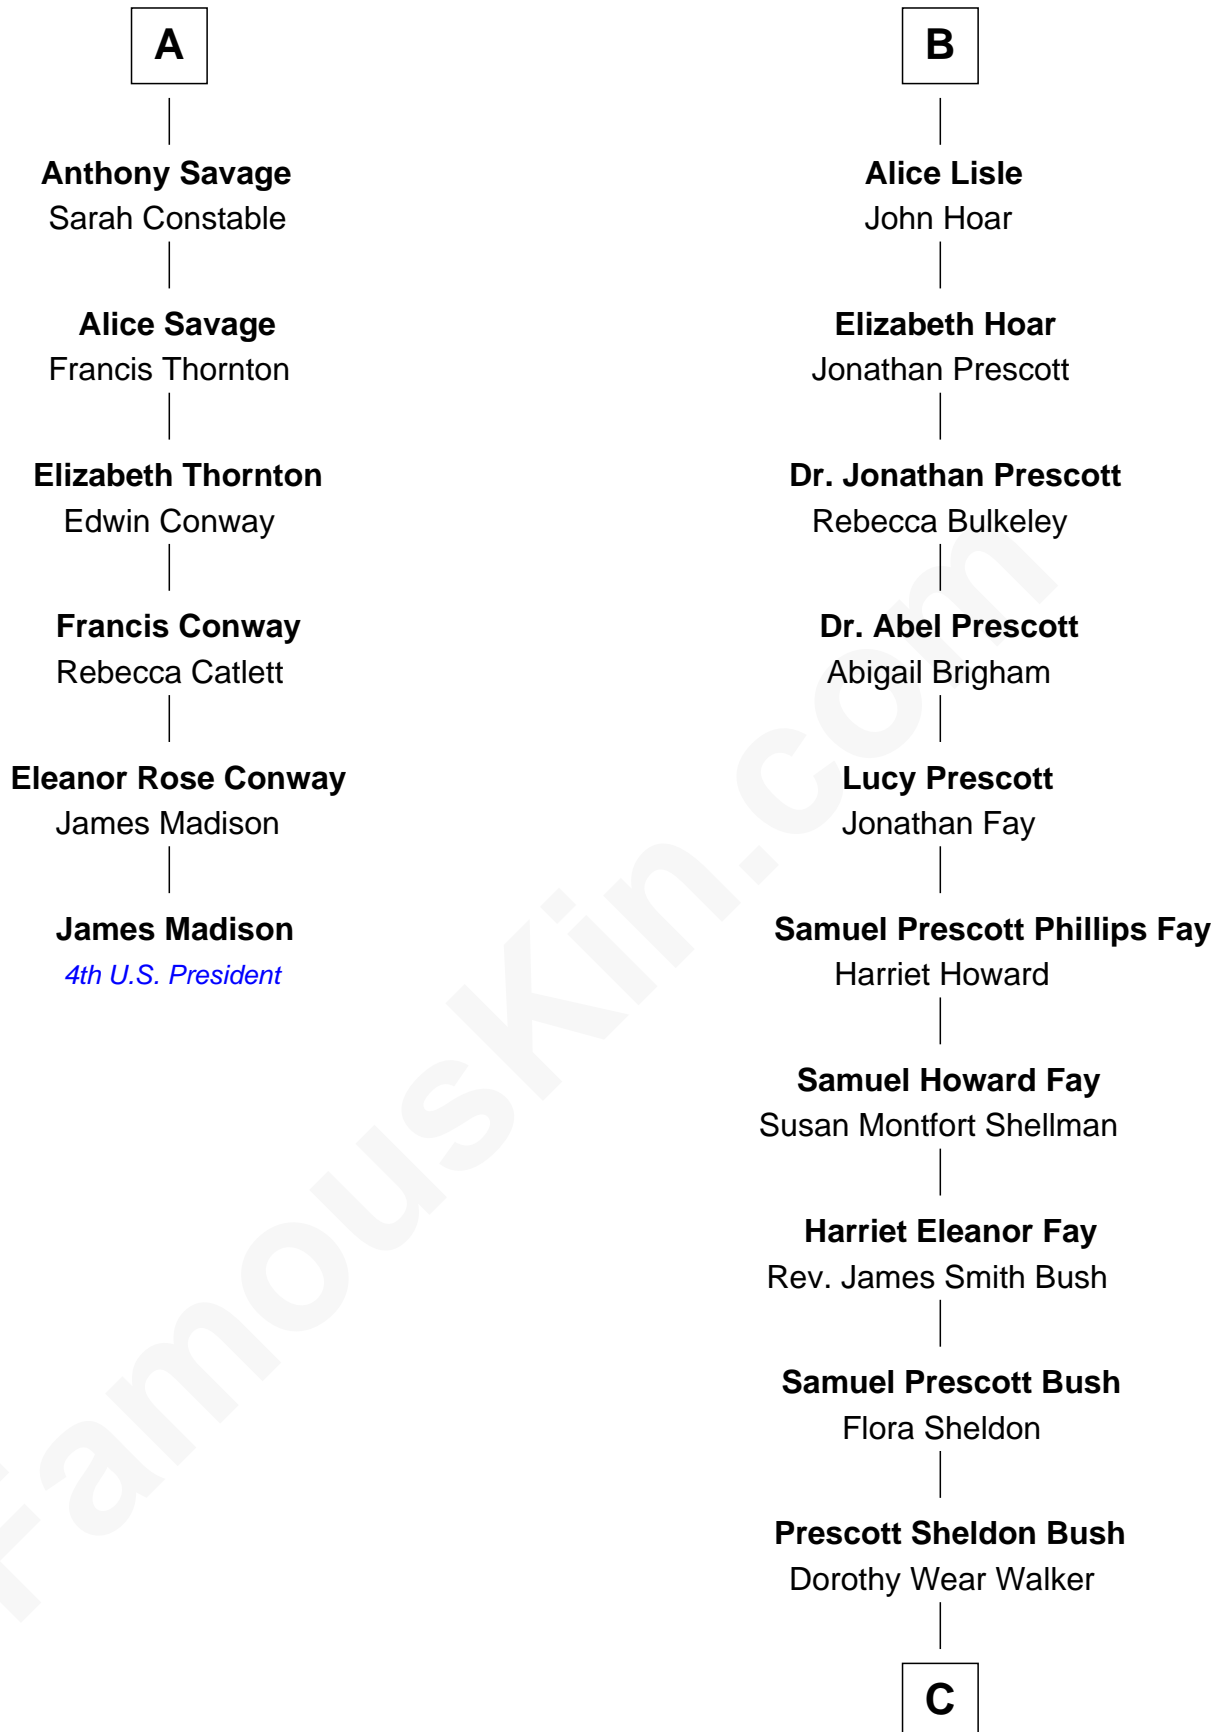 A
Anthony Savage
Sarah Constable
Alice Savage
Francis Thornton
Elizabeth Thornton
Edwin Conway
Francis Conway
Rebecca Catlett
Eleanor Rose Conway
James Madison
James Madison
4th U.S. President
B
Alice Lisle
John Hoar
Elizabeth Hoar
Jonathan Prescott
Dr. Jonathan Prescott
Rebecca Bulkeley
Dr. Abel Prescott
Abigail Brigham
Lucy Prescott
Jonathan Fay
Samuel Prescott Phillips Fay
Harriet Howard
Samuel Howard Fay
Susan Montfort Shellman
Harriet Eleanor Fay
Rev. James Smith Bush
Samuel Prescott Bush
Flora Sheldon
Prescott Sheldon Bush
Dorothy Wear Walker
C
FamousKin.com